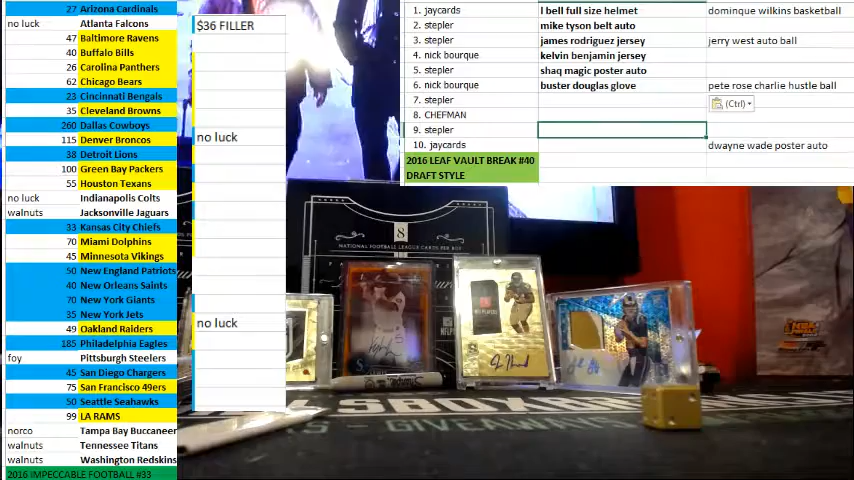 27 Arizona Cardinals
no luck Atlanta Falcons
47 Baltimore Ravens
40 Buffalo Bills
26 Carolina Panthers
62 Chicago Bears
23 Cincinnati Bengals
35 Cleveland Browns
260 Dallas Cowboys
115 Denver Broncos
38 Detroit Lions
100 Green Bay Packers
55 Houston Texans
no luck Indianapolis Colts
walnuts Jacksonville Jaguars
33 Kansas City Chiefs
70 Miami Dolphins
45 Minnesota Vikings
50 New England Patriots
40 New Orleans Saints
70 New York Giants
35 New York Jets
49 Oakland Raiders
185 Philadelphia Eagles
foy Pittsburgh Steelers
45 San Diego Chargers
75 San Francisco 49ers
50 Seattle Seahawks
99 LA RAMS
norco Tampa Bay Buccaneer
walnuts Tennessee Titans
walnuts Washington Redskins
2016 IMPECCABLE FOOTBALL #33
$36 FILLER
no luck
no luck
1. jaycards l bell full size helmet domingue wilkins basketball
2. stepler mike tyson belt auto
3. stepler james rodriguez jersey jerry west auto ball
4. nick bourque kelvin benjamin jersey
5. stepler shaq magic poster auto
6. nick bourque buster douglas glove pete rose charlie hustle ball
7. stepler (Ctrl)
8. CHEFMAN
9. stepler
10. jaycards dwayne wade poster auto
2016 LEAF VAULT BREAK #40
DRAFT STYLE
8
NATIONAL FOOTBALL LEAGUE CARDS PER BOX